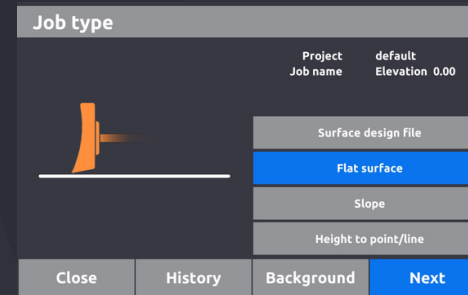 Job type
Project default
Job name Elevation 0.00
Surface design file
Flat surface
Slope
Height to point/line
Close History Background Next